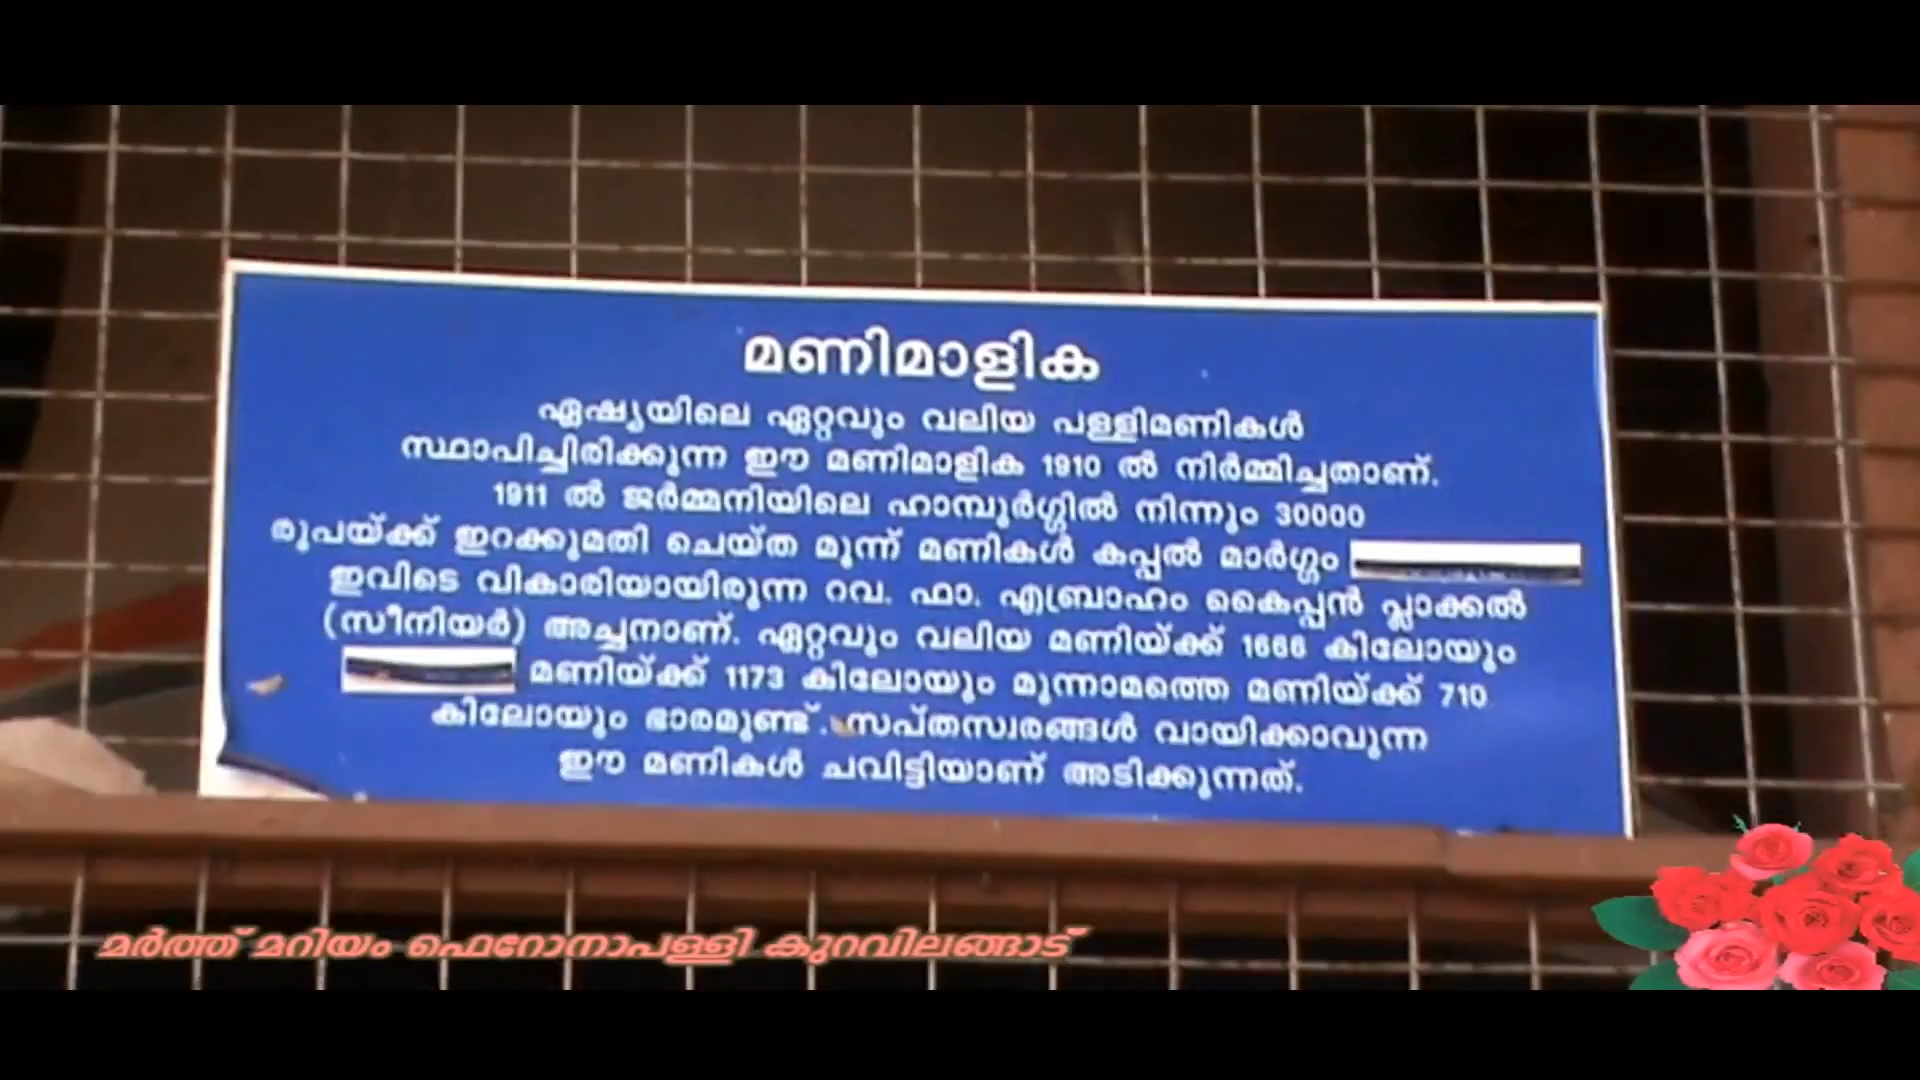 മണിമാളിക
ഏഷ്യയിലെ ഏറ്റവും വലിയ പള്ളിമണികൾ
സ്ഥാപിച്ചിരിക്കുന്ന ഈ മണിമാളിക 1910 ൽ നിർമ്മിച്ചതാണ്.
1911 ൽ ജർമ്മനിയിലെ ഹാമ്പൂർഗ്ഗിൽ നിന്നും 30000
രൂപയ്ക്ക് ഇറക്കുമതി ചെയ്ത മൂന്ന് മണികൾ കപ്പൽ മാർഗ്ഗം
ഇവിടെ വികാരിയായിരുന്ന റവ. ഫാ. എബ്രാഹം കൈപ്പൻ പ്ലാക്കൽ
(സീനിയർ) അച്ചനാണ്. ഏറ്റവും വലിയ മണിയ്ക്ക് 1668 കിലോയും
മണിയ്ക്ക് 1173 കിലോയും മൂന്നാമത്തെ മണിയ്ക്ക് 710
കിലോയും ഭാരമുണ്ട്. സപ്തസ്വരങ്ങൾ വായിക്കാവുന്ന
ഈ മണികൾ ചവിട്ടിയാണ് അടിക്കുന്നത്.
മർത്ത് മറിയം ഫെറോനാപള്ളി കുറവിലങ്ങാട്